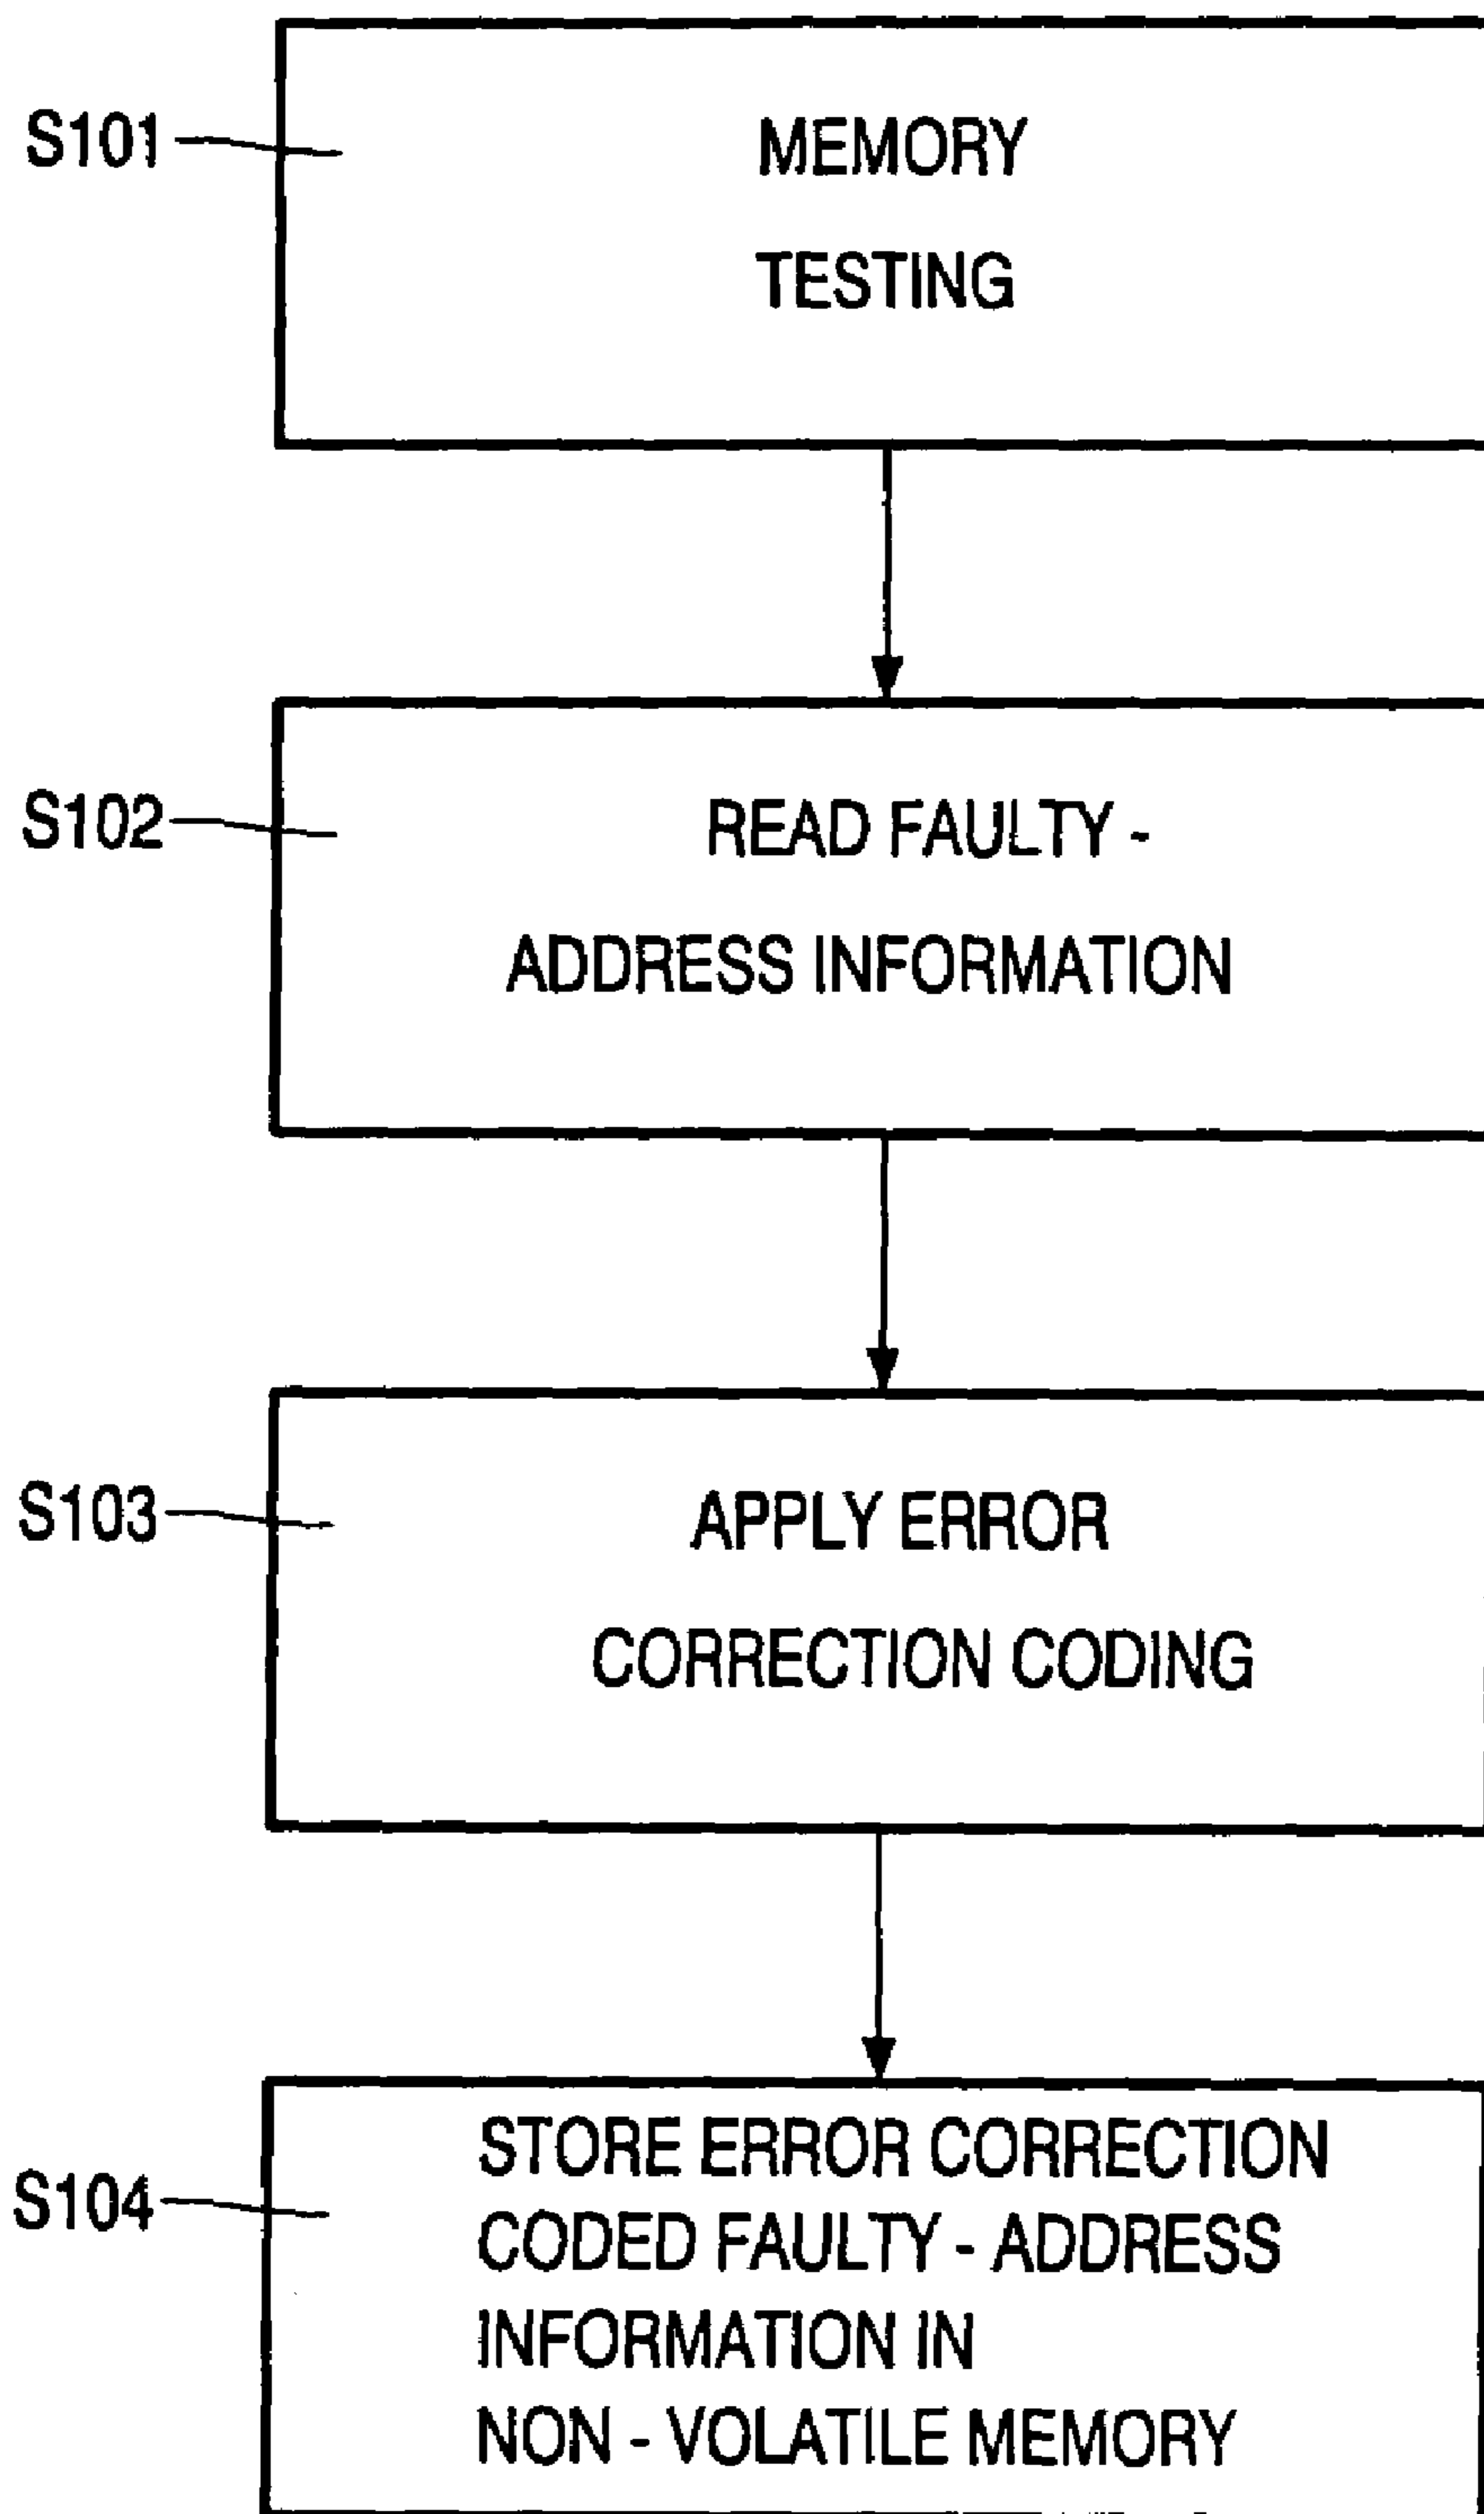 S101
MEMORY
TESTING
S102
READ FAULTY -
ADDRESS INFORMATION
S103
APPLY ERROR
CORRECTION CODING
S104
STORE ERROR CORRECTION
CODED FAULTY - ADDRESS
INFORMATION IN
NON - VOLATILE MEMORY